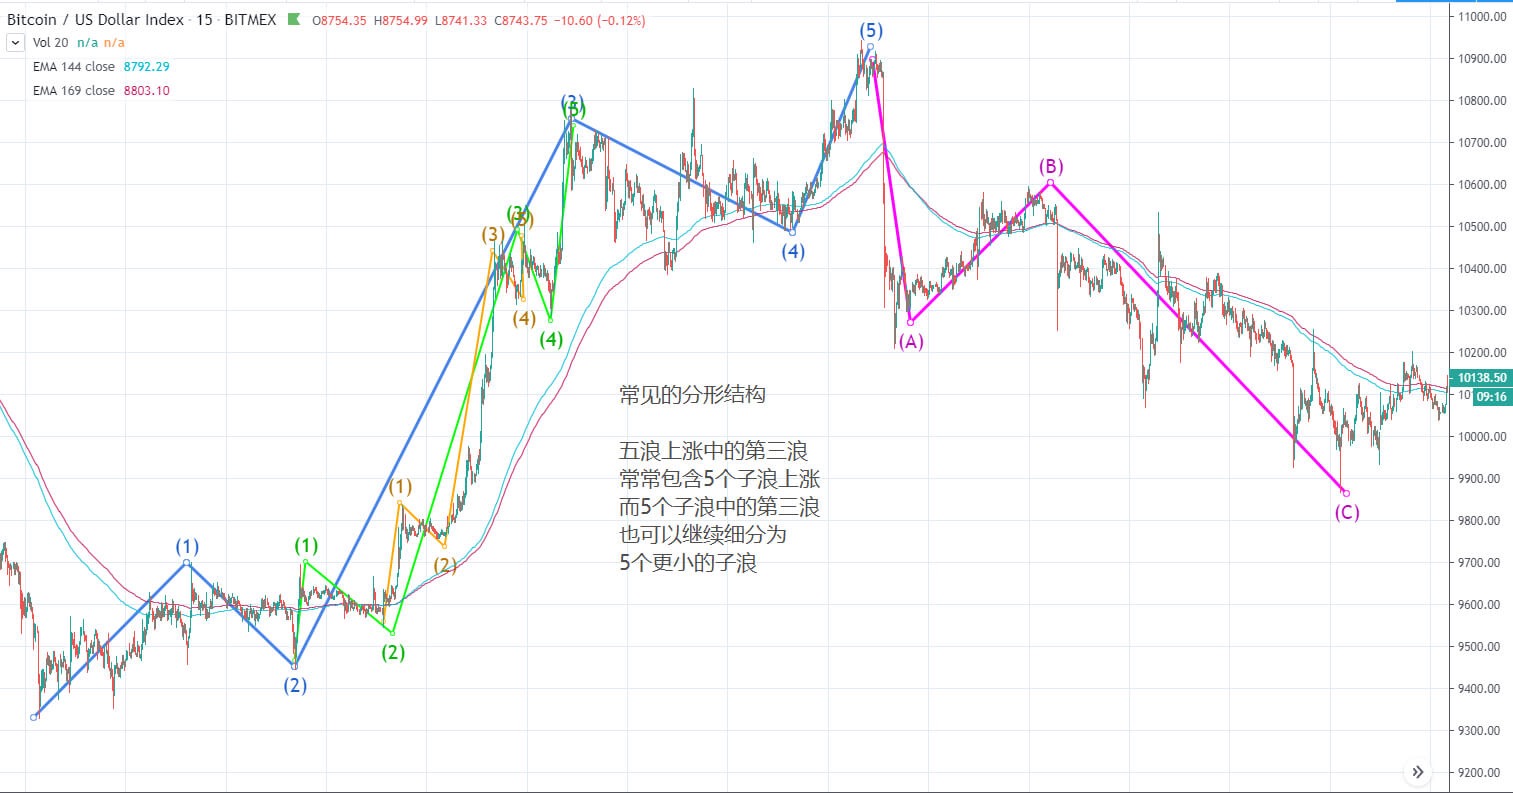 Bitcoin / US Dollar Index · 15 · BITMEX O8754.35 H8754.99 L8741.33 C8743.75 −10.60 (−0.12%)
Vol 20 n/a n/a
EMA 144 close 8792.29
EMA 169 close 8803.10
11000.00
10900.00
10800.00
10700.00
10600.00
10500.00
10400.00
10300.00
10200.00
10138.50
09:16
10000.00
9900.00
9800.00
9700.00
9600.00
9500.00
9400.00
9300.00
9200.00
(1)
(2)
(4)
(5)
(1)
(2)
(4)
(5)
(1)
(2)
(3)
(4)
(A)
(B)
(C)
常见的分形结构
五浪上涨中的第三浪
常常包含5个子浪上涨
而5个子浪中的第三浪
也可以继续细分为
5个更小的子浪